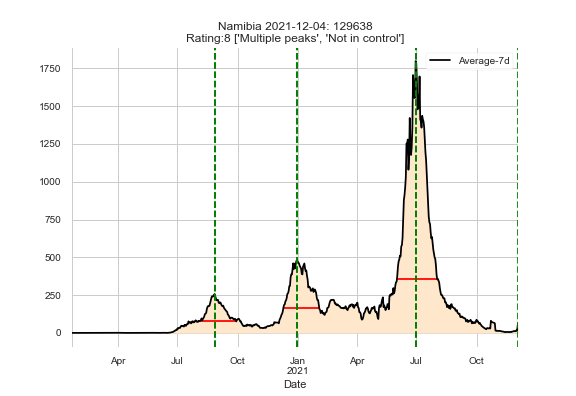 Namibia 2021-12-04: 129638
Rating:8 ['Multiple peaks', 'Not in control']
Average-7d
1750
1500
1250
1000
750
500
250
0
Apr Jul Oct Jan Apr Jul Oct
2021
Date